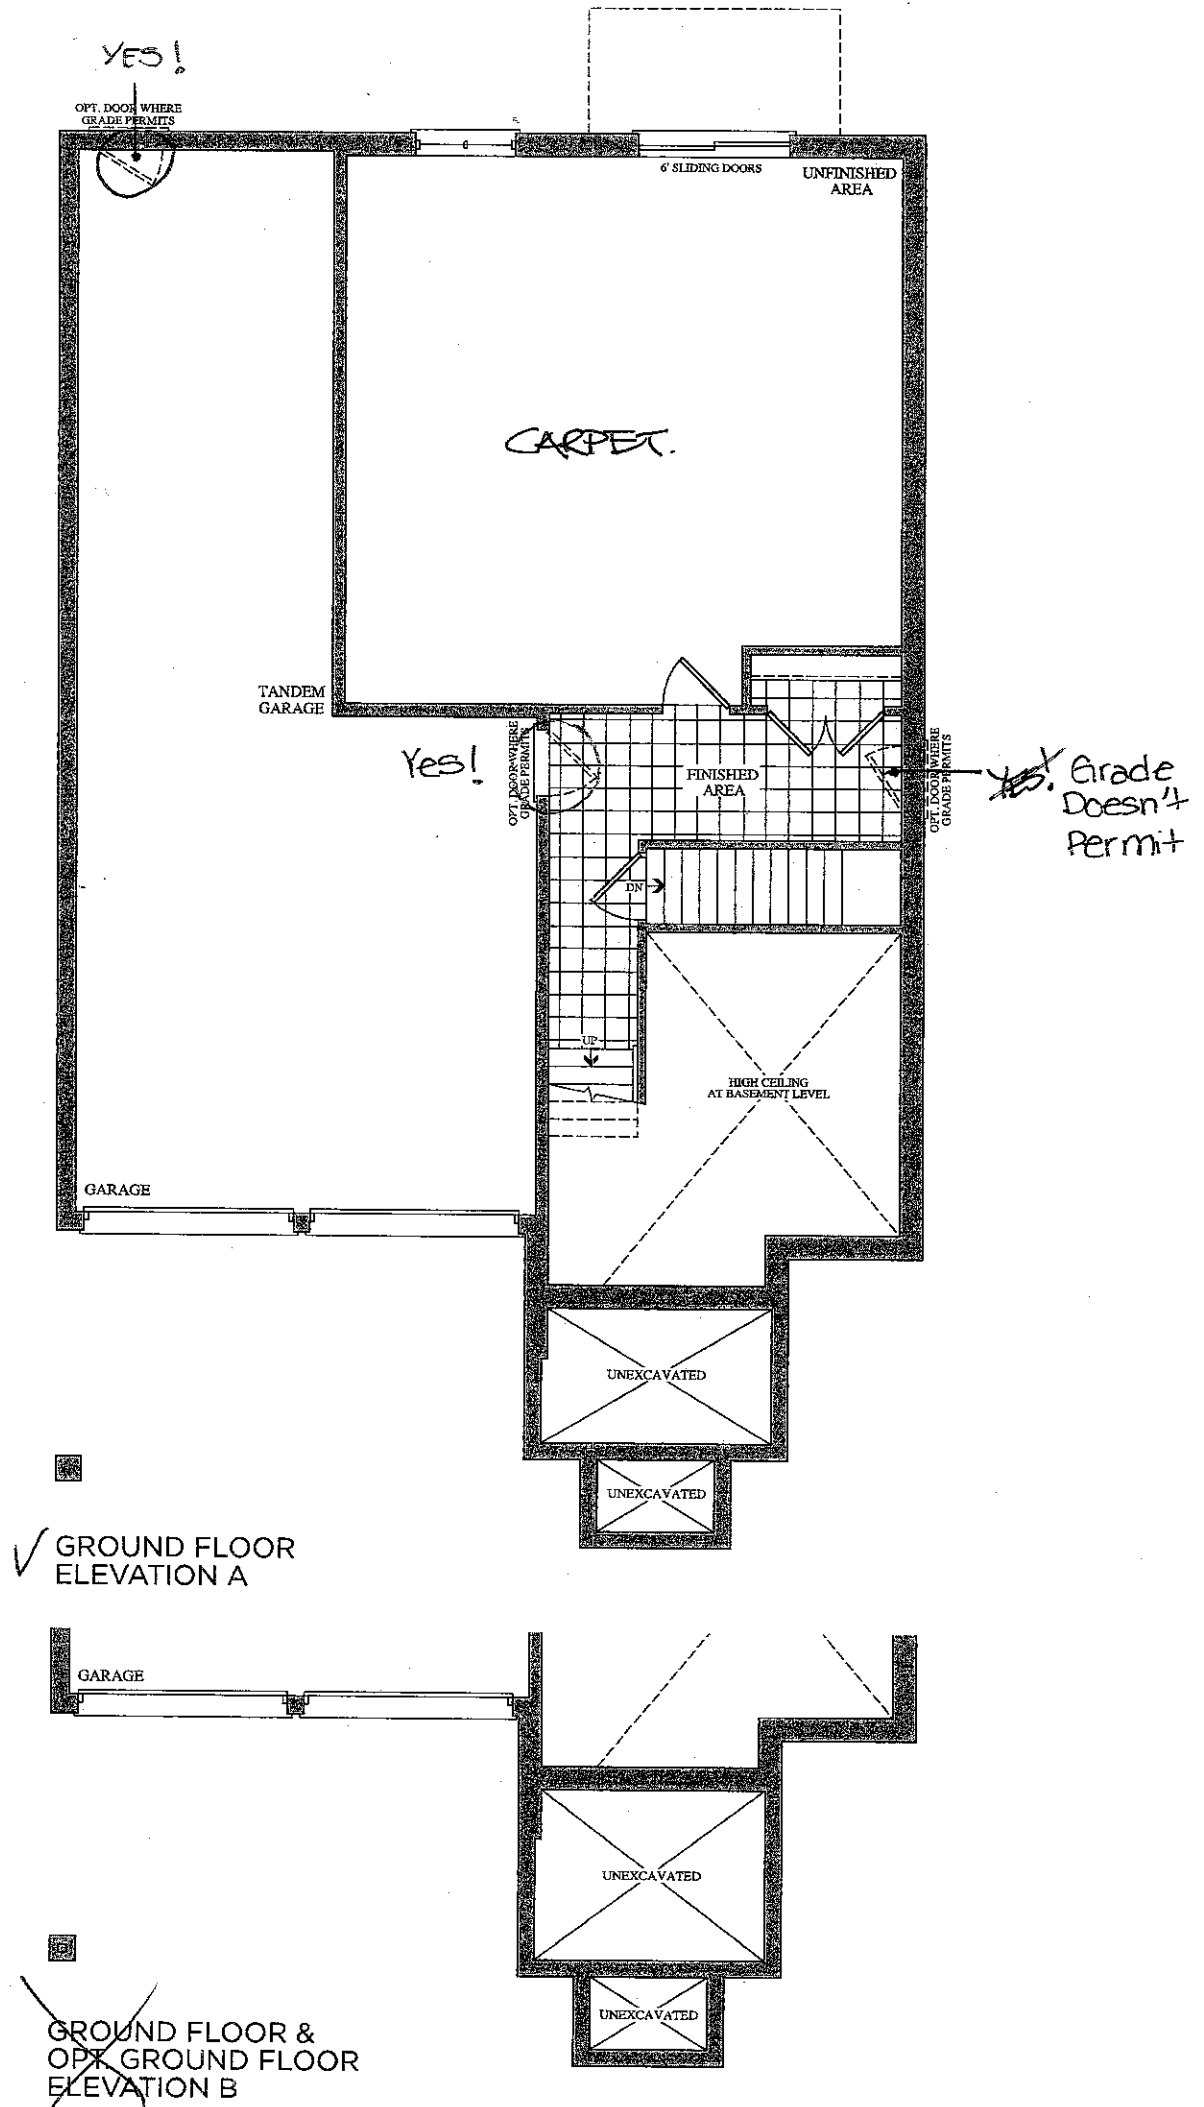 YES!
OPT. DOOR WHERE
GRADE PERMITS
6' SLIDING DOORS
UNFINISHED
AREA
CARPET.
TANDEM
GARAGE
Yes!
OPT. DOOR WHERE
GRADE PERMITS
FINISHED
AREA
OPT. DOOR WHERE
GRADE PERMITS
Yes! Grade
Doesn't
Permit
DN
UP
HIGH CEILING
AT BASEMENT LEVEL
GARAGE
UNEXCAVATED
UNEXCAVATED
√ GROUND FLOOR
ELEVATION A
GARAGE
UNEXCAVATED
UNEXCAVATED
GROUND FLOOR &
OPT. GROUND FLOOR
ELEVATION B